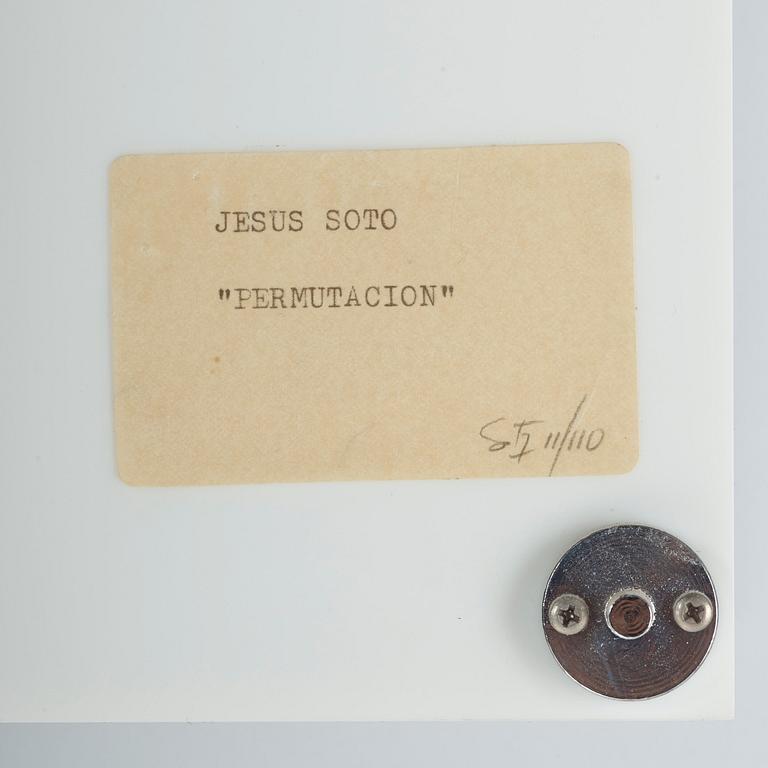 JESUS SOTO
"PERMUTACION"
11/110